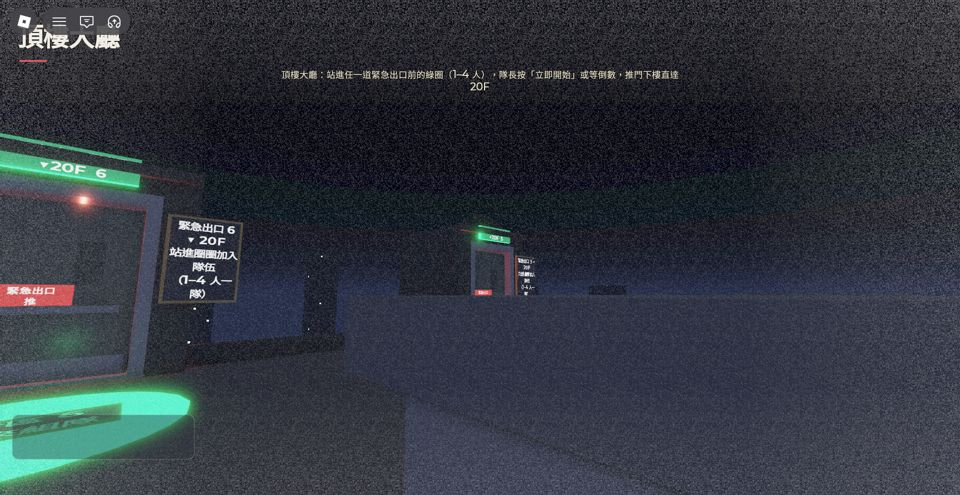 頂樓大廳
頂樓大廳：站進任一道緊急出口前的綠圈（1–4 人），隊長按「立即開始」或等倒數，推門下樓直達
20F
▼20F 6
緊急出口 6
▼ 20F
站進圈圈加入
隊伍
（1–4 人一
隊）
緊急出口
推